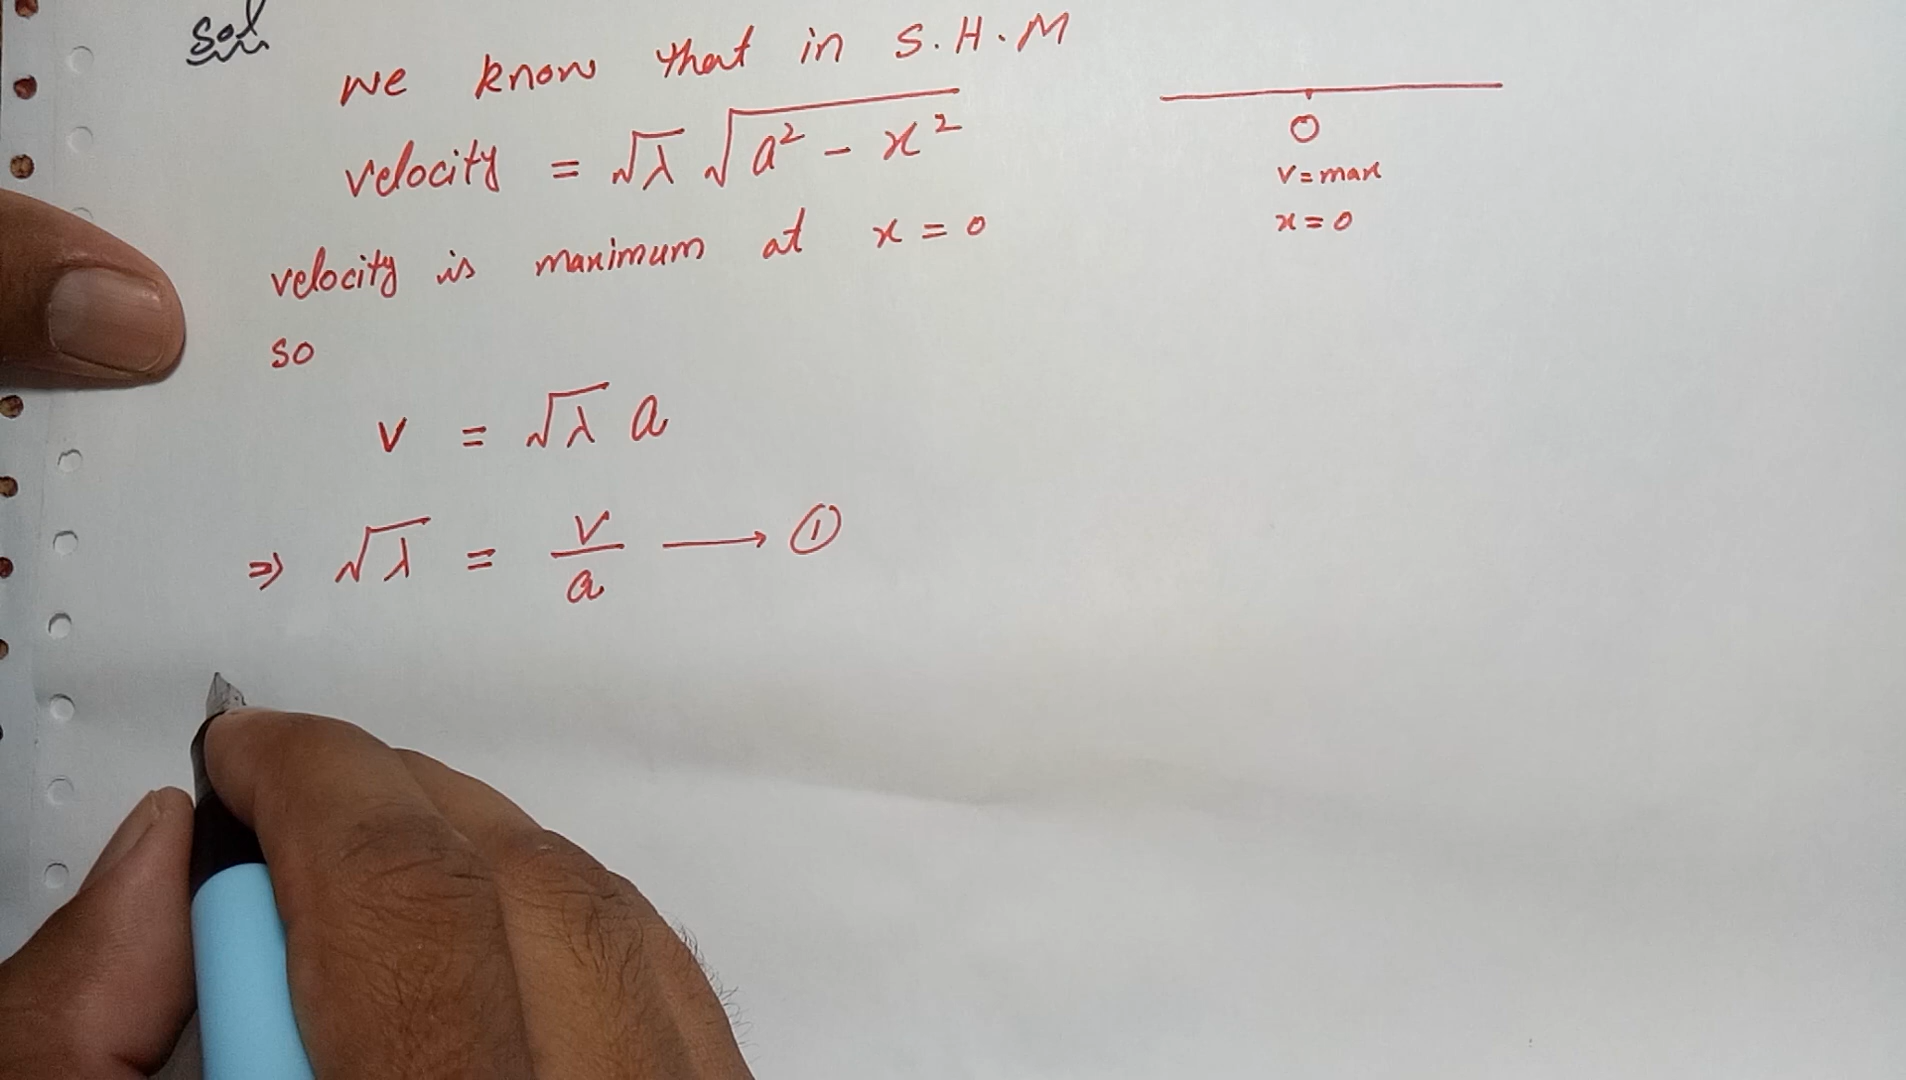 Sol
we know that in S.H.M
velocity = √λ √a² - x²
O
v = max
x = 0
velocity is maximum at x = 0
so
v = √λ a
⇒ √λ = v/a ⟶ ①